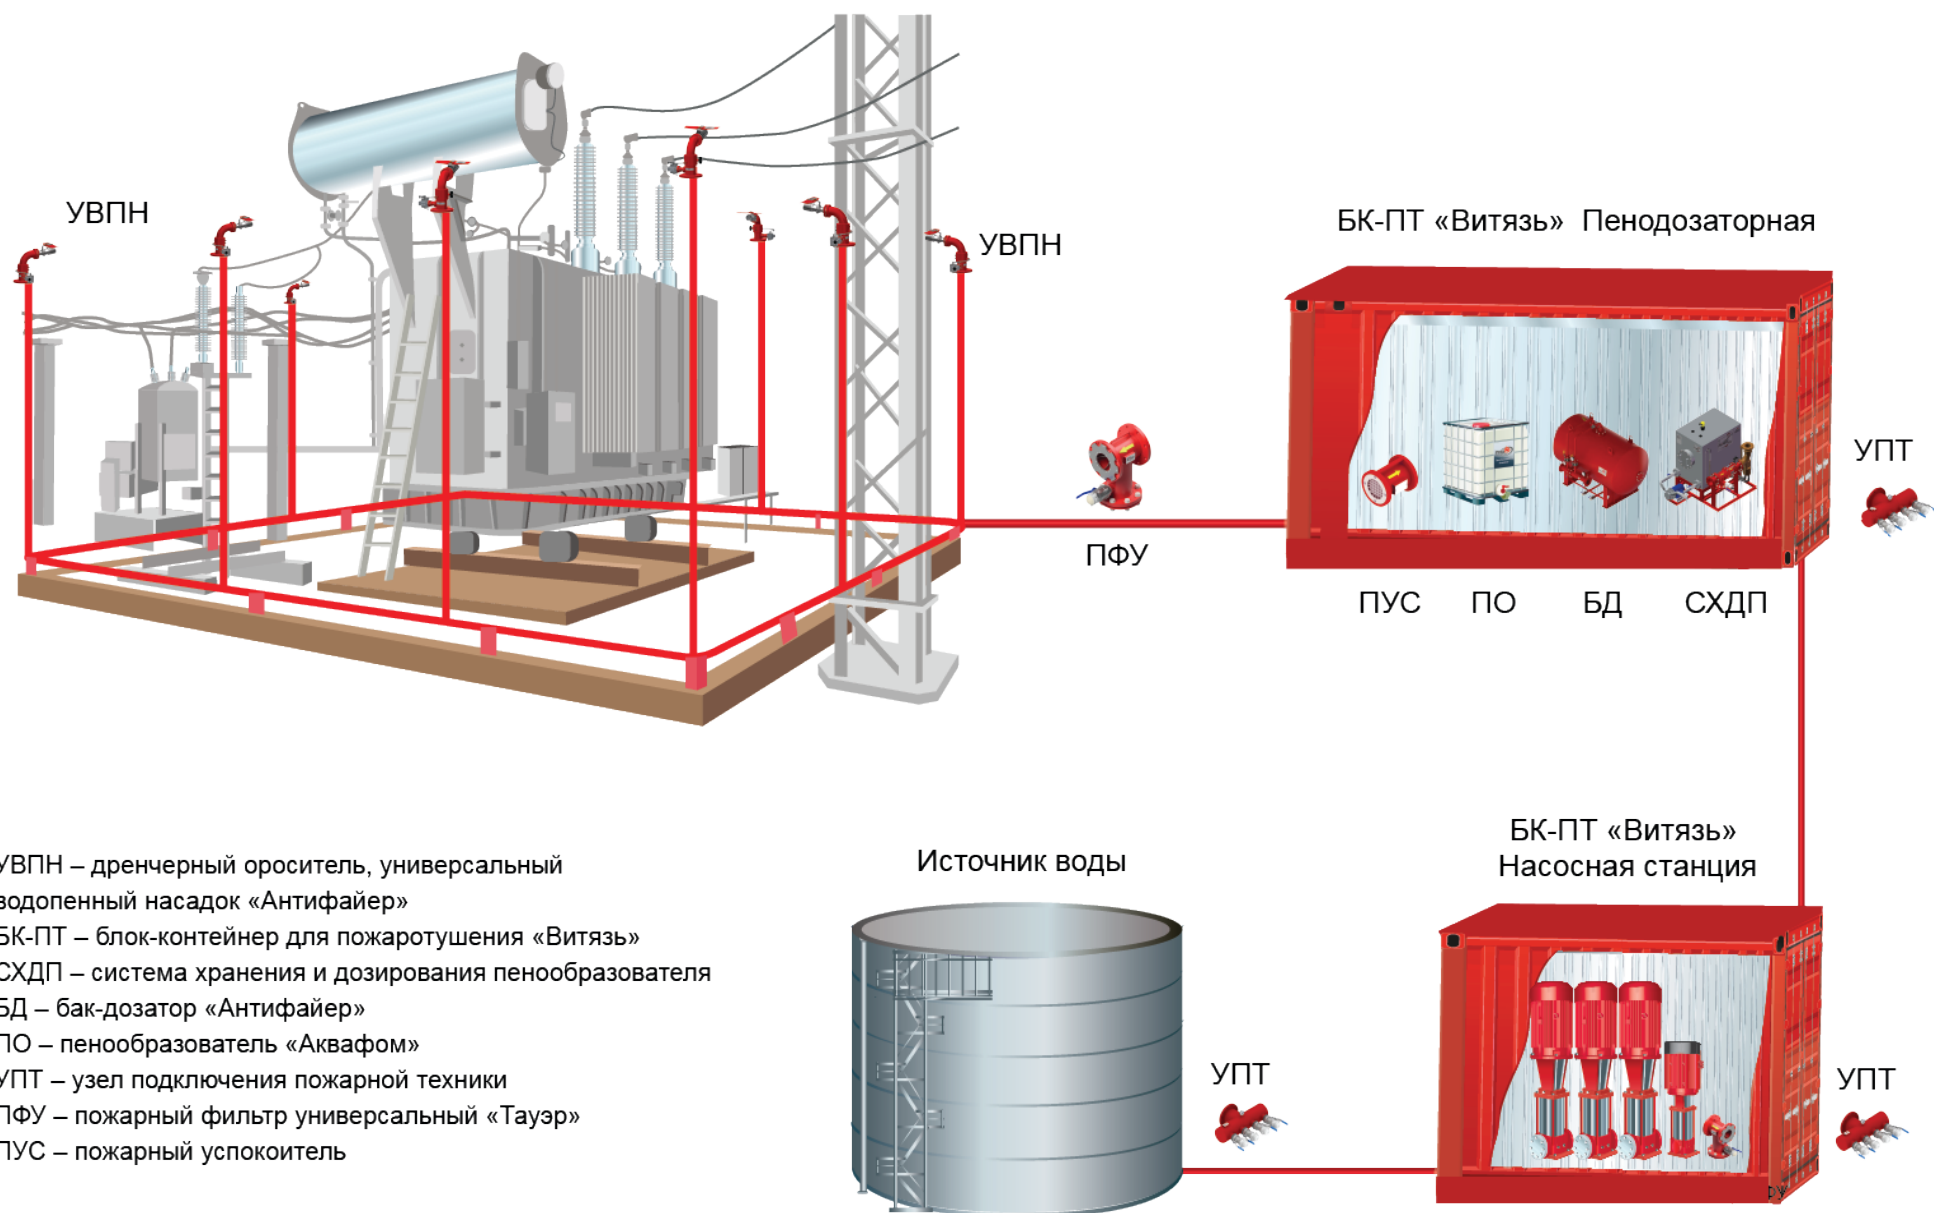 УВПН
УВПН
БК-ПТ «Витязь» Пенодозаторная
УПТ
ПФУ
ПУС ПО БД СХДП
БК-ПТ «Витязь»
Насосная станция
Источник воды
УПТ
УПТ
УВПН – дренчерный ороситель, универсальный
водопенный насадок «Антифайер»
БК-ПТ – блок-контейнер для пожаротушения «Витязь»
СХДП – система хранения и дозирования пенообразователя
БД – бак-дозатор «Антифайер»
ПО – пенообразователь «Аквафом»
УПТ – узел подключения пожарной техники
ПФУ – пожарный фильтр универсальный «Тауэр»
ПУС – пожарный успокоитель